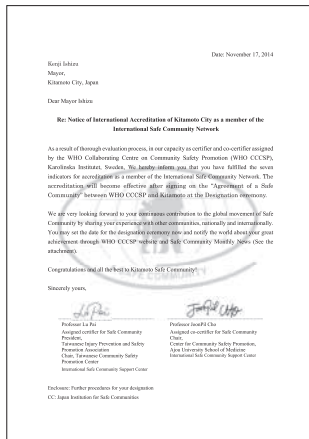 Date: November 17, 2014
Kenji Ishizu
Mayor,
Kitamoto City, Japan
Dear Mayor Ishizu
Re: Notice of International Accreditation of Kitamoto City as a member of the
International Safe Community Network
As a result of thorough evaluation process, in our capacity as certifier and co-certifier assigned
by the WHO Collaborating Centre on Community Safety Promotion (WHO CCCSP),
Karolinska Institutet, Sweden, We hereby inform you that you have fulfilled the seven
indicators for accreditation as a member of the International Safe Community Network. The
accreditation will become effective after signing on the "Agreement of a Safe
Community" between WHO CCCSP and Kitamoto at the Designation ceremony.
We are very looking forward to your continuous contribution to the global movement of Safe
Community by sharing your experience with other communities, nationally and internationally.
You may set the date for the designation ceremony now and notify the world about your great
achievement through WHO CCCSP website and Safe Community Monthly News (See the
attachment).
Congratulations and all the best to Kitamoto Safe Community!
Sincerely yours,
Professor Lu Pai
Assigned certifier for Safe Community
President,
Taiwanese Injury Prevention and Safety
Promotion Association
Chair, Taiwanese Community Safety
Promotion Center
International Safe Community Support Center
Professor JoonPil Cho
Assigned co-certifier for Safe Community
Chair,
Center for Community Safety Promotion,
Ajou University School of Medicine
International Safe Community Support Center
Enclosure: Further procedures for your designation
CC: Japan Institution for Safe Communities